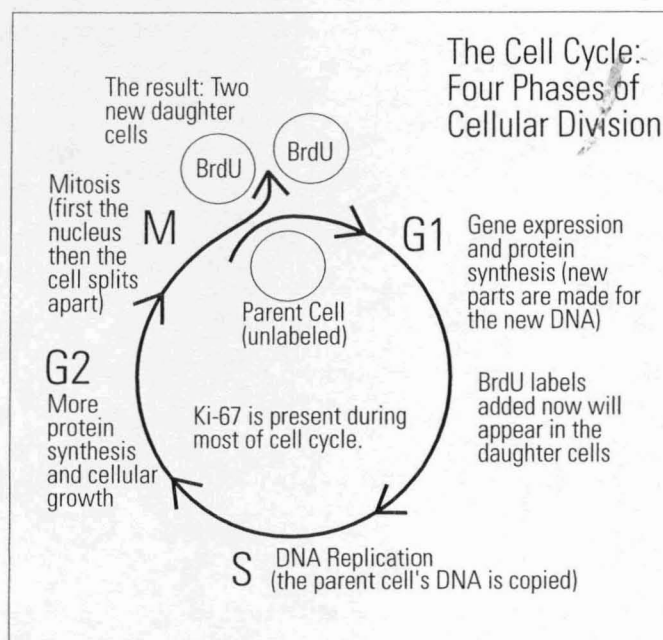 The Cell Cycle:
Four Phases of
Cellular Division
The result: Two
new daughter
cells
BrdU
BrdU
Mitosis
(first the
nucleus
then the
cell splits
apart)
M
G1
Gene expression
and protein
synthesis (new
parts are made for
the new DNA)
Parent Cell
(unlabeled)
G2
More
protein
synthesis
and cellular
growth
Ki-67 is present during
most of cell cycle.
BrdU labels
added now will
appear in the
daughter cells
S
DNA Replication
(the parent cell's DNA is copied)